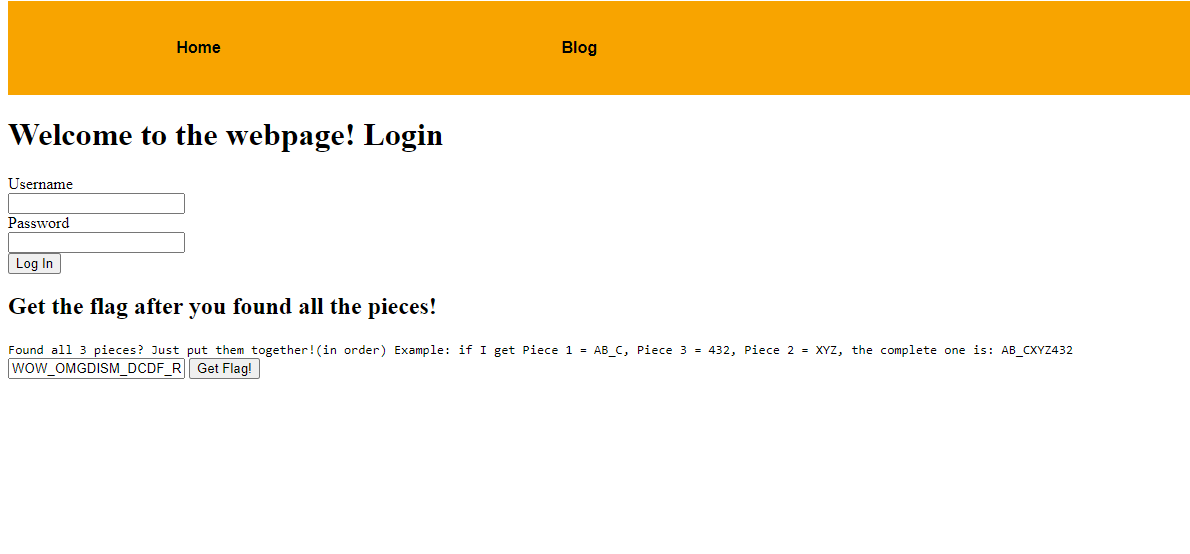 Home Blog
Welcome to the webpage! Login
Username
Password
Log In
Get the flag after you found all the pieces!
Found all 3 pieces? Just put them together!(in order) Example: if I get Piece 1 = AB_C, Piece 3 = 432, Piece 2 = XYZ, the complete one is: AB_CXYZ432
WOW_OMGDISM_DCDF_R Get Flag!